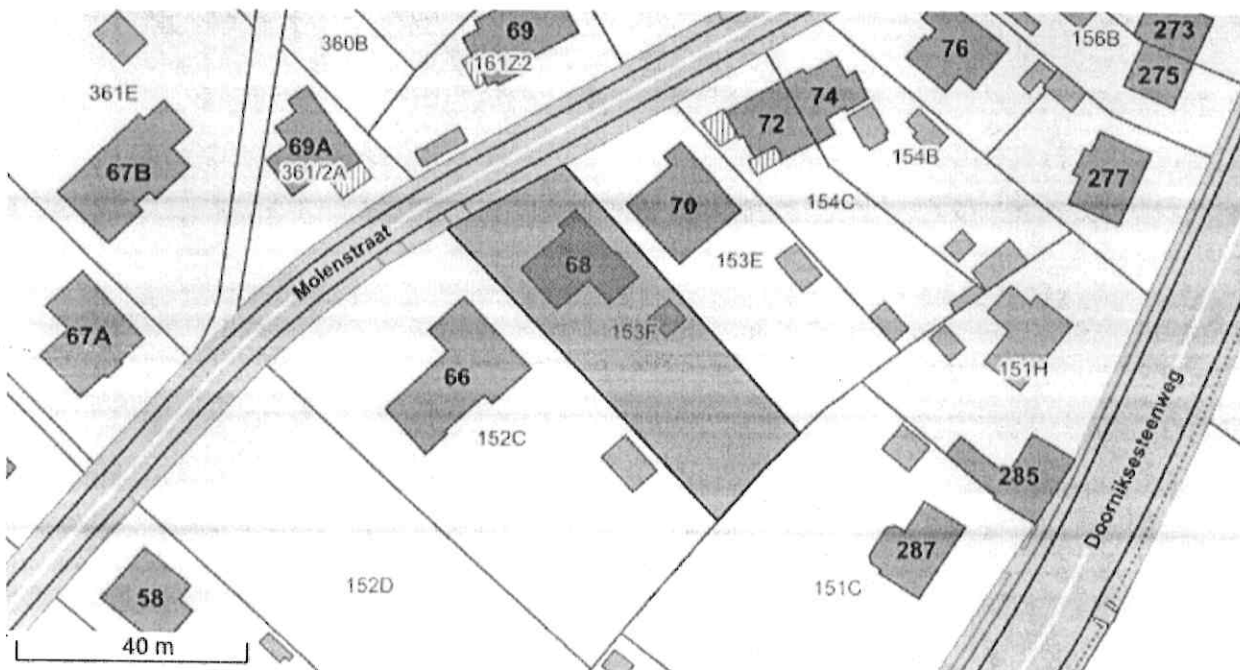 69
273
360B
76
156B
161Z2
275
361E
74
72
69A
154B
67B
361/2A
277
70
154C
Molenstraat
153E
68
153F
67A
151H
66
Doorniksesteenweg
152C
285
287
152D
151C
58
40 m